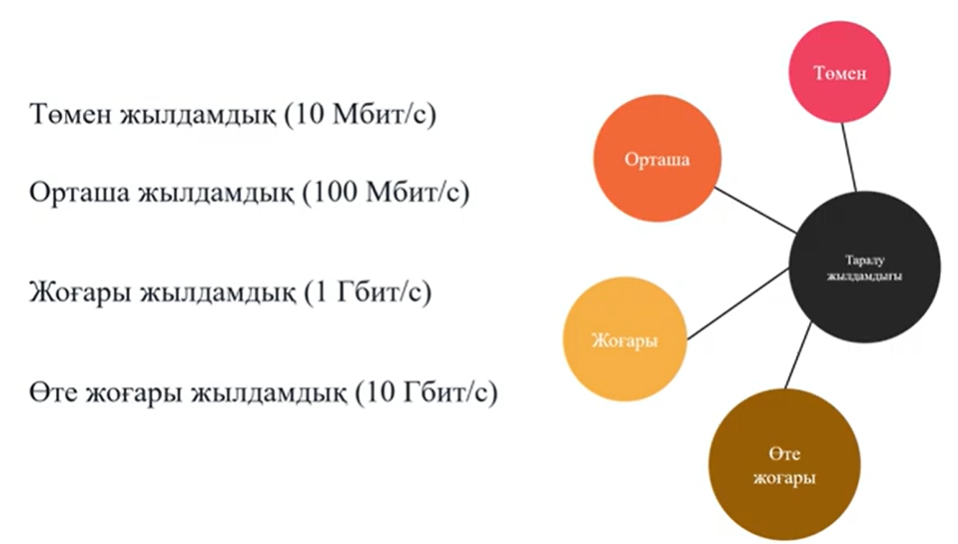 Төмен жылдамдық (10 Мбит/с)
Орташа жылдамдық (100 Мбит/с)
Жоғары жылдамдық (1 Гбит/с)
Өте жоғары жылдамдық (10 Гбит/с)
Төмен
Орташа
Таралу
жылдамдығы
Жоғары
Өте
жоғары